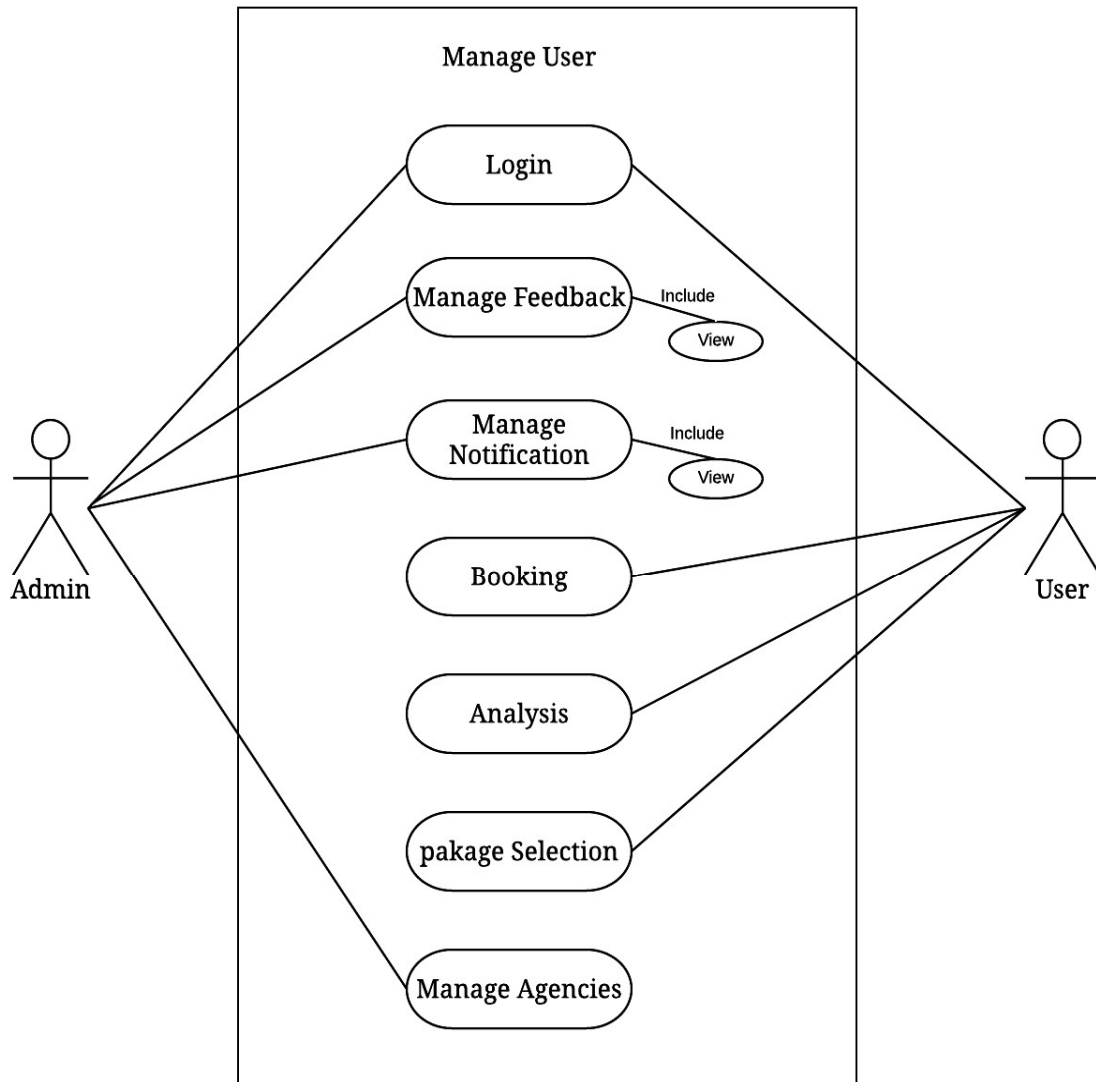 Manage User
Login
Manage Feedback
Include
View
Manage
Notification
Include
View
Booking
Admin
User
Analysis
pakage Selection
Manage Agencies